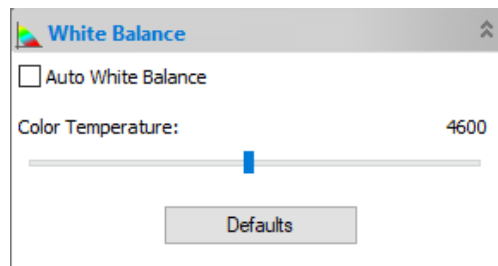 White Balance
Auto White Balance
Color Temperature: 4600
Defaults